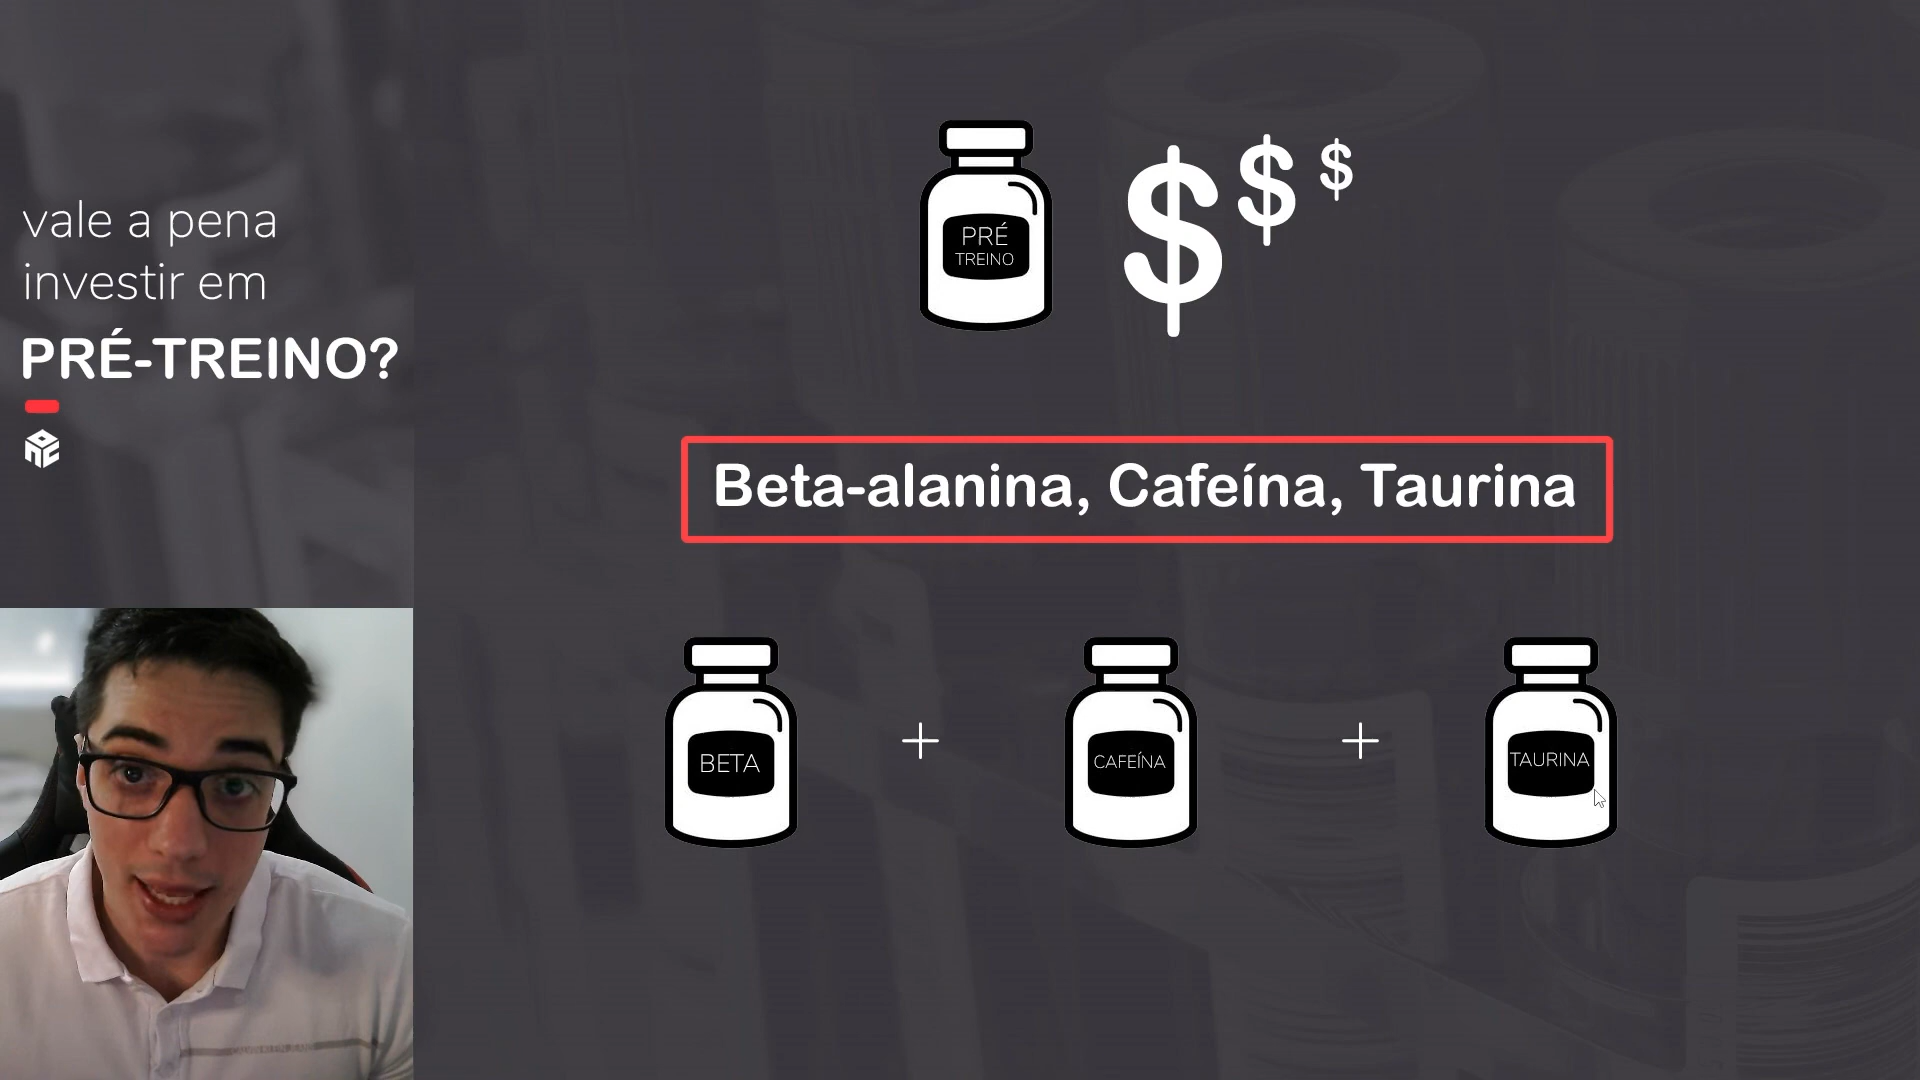 vale a pena
investir em
PRÉ-TREINO?
PRÉ
TREINO
$ $ $
Beta-alanina, Cafeína, Taurina
BETA
+
CAFEÍNA
+
TAURINA